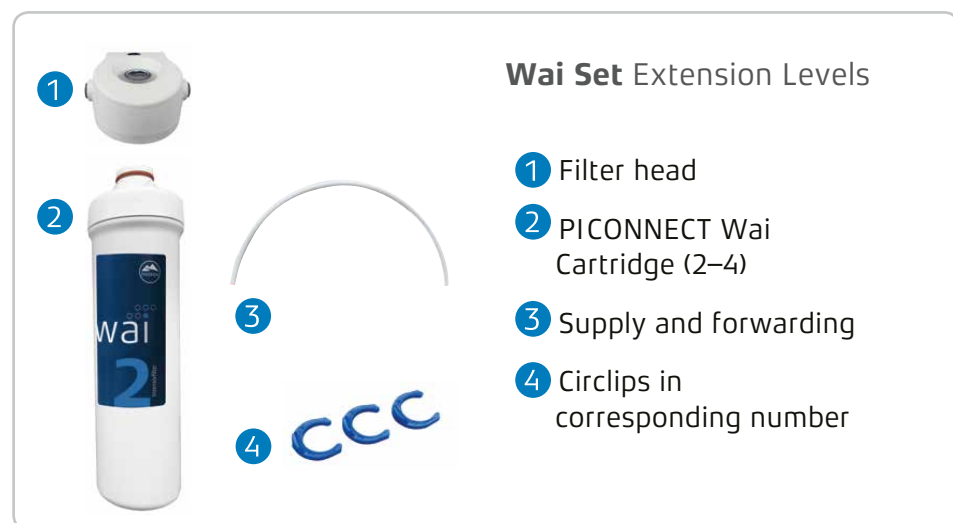 Wai Set Extension Levels
1
1 Filter head
2
2 PICONNECT Wai
Cartridge (2–4)
wai
2
3
3 Supply and forwarding
4
4 Circlips in
corresponding number